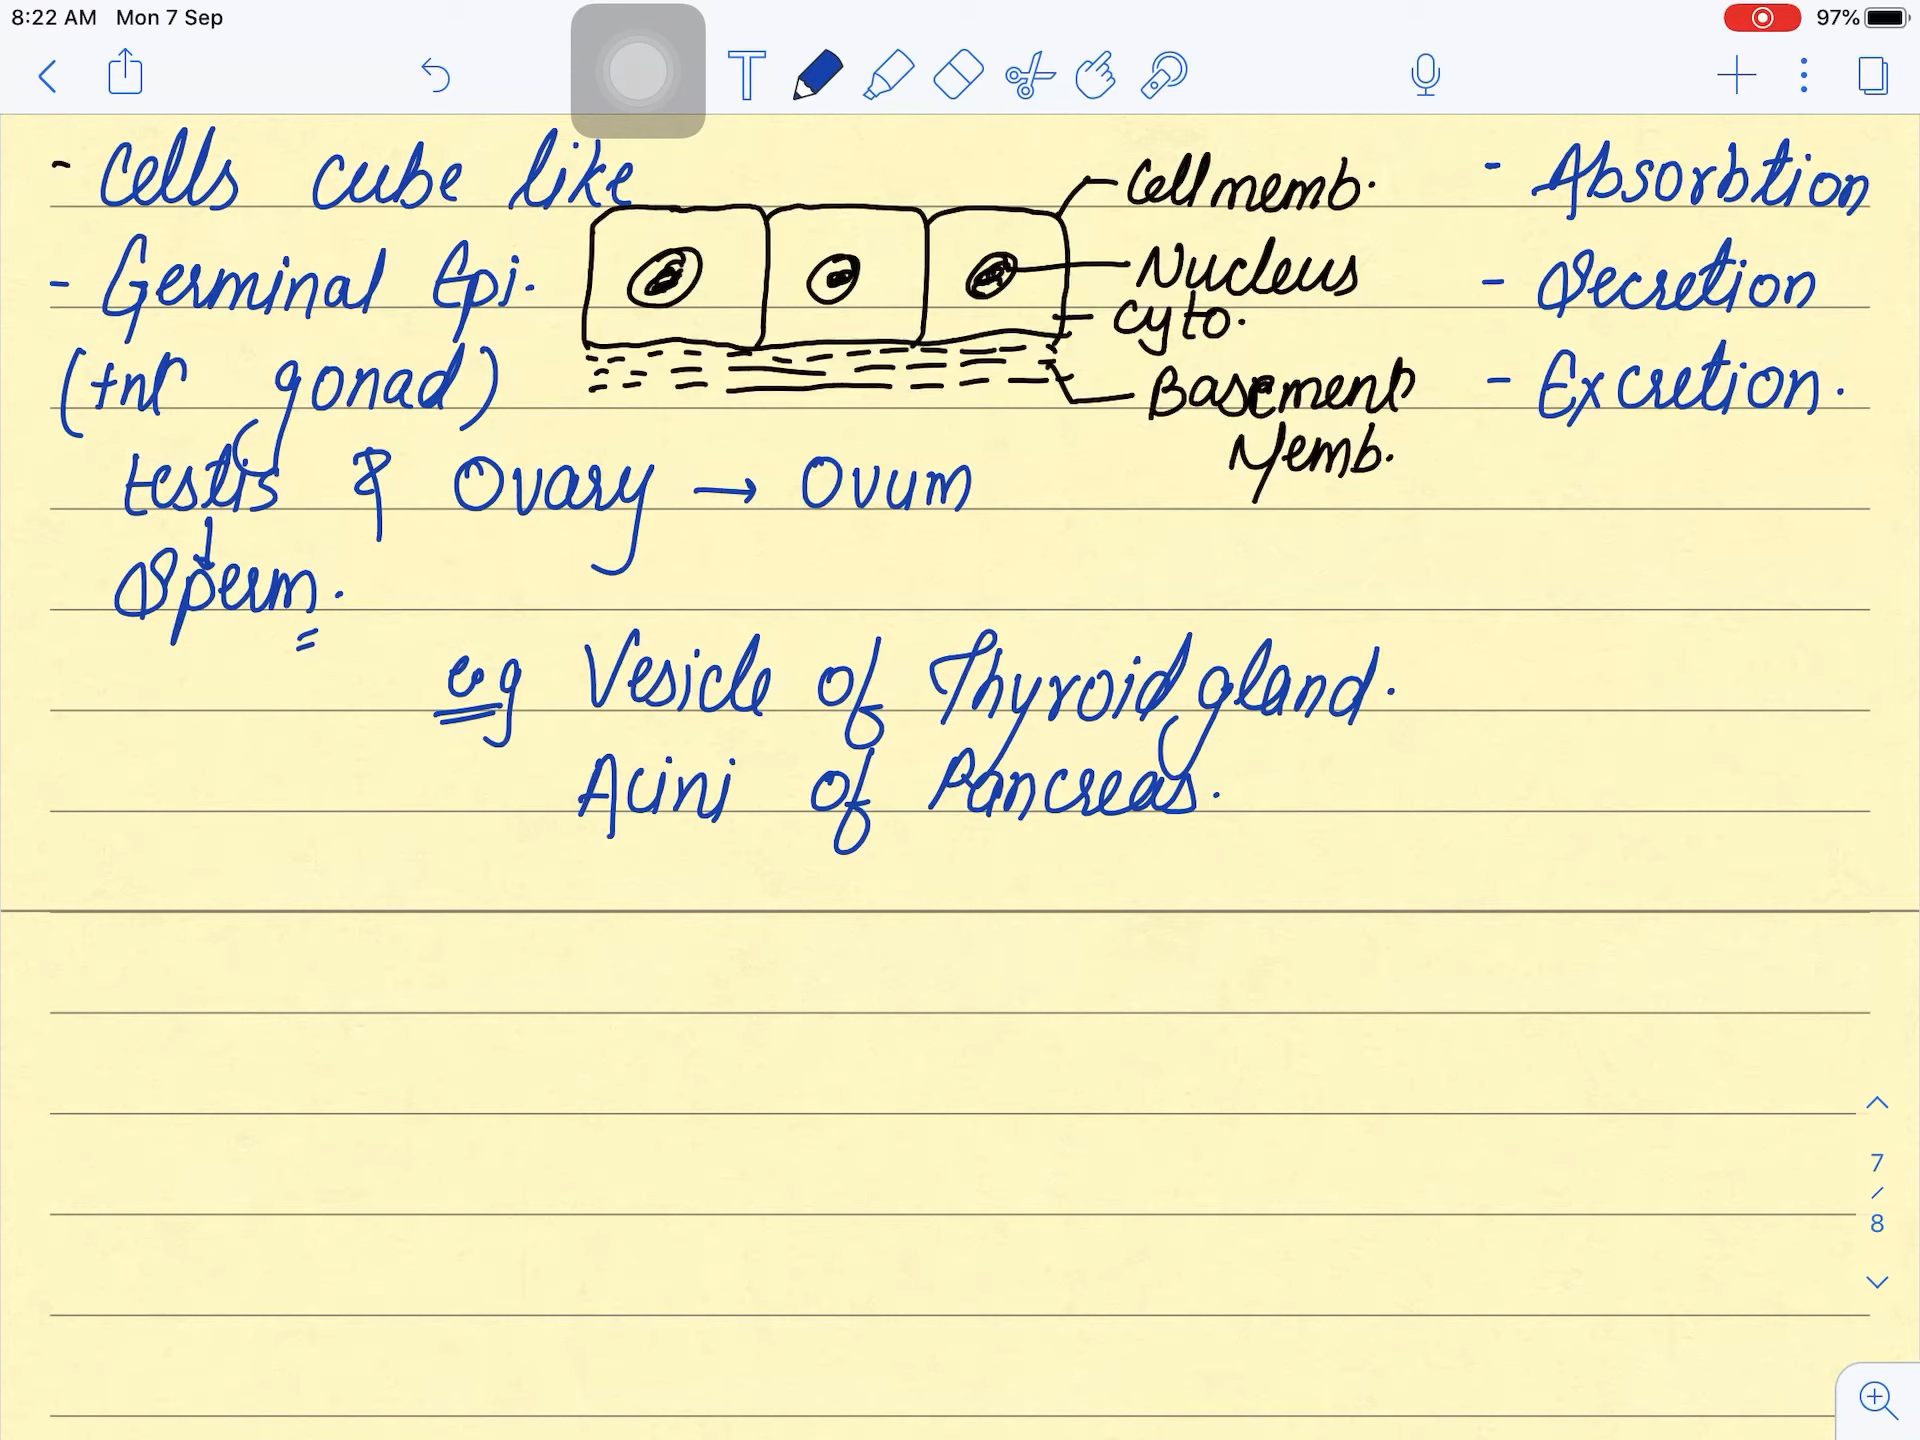 8:22 AM Mon 7 Sep
97%
T
- Cells cube like
- Germinal Epi.
(Inr gonad)
testis & Ovary → Ovum
Sperm.
Cell memb.
Nucleus
Cyto.
Basement
Memb.
- Absorbtion
- Secretion
- Excretion.
eg Vesicle of Thyroid gland.
Acini of Pancreas.
7
/
8